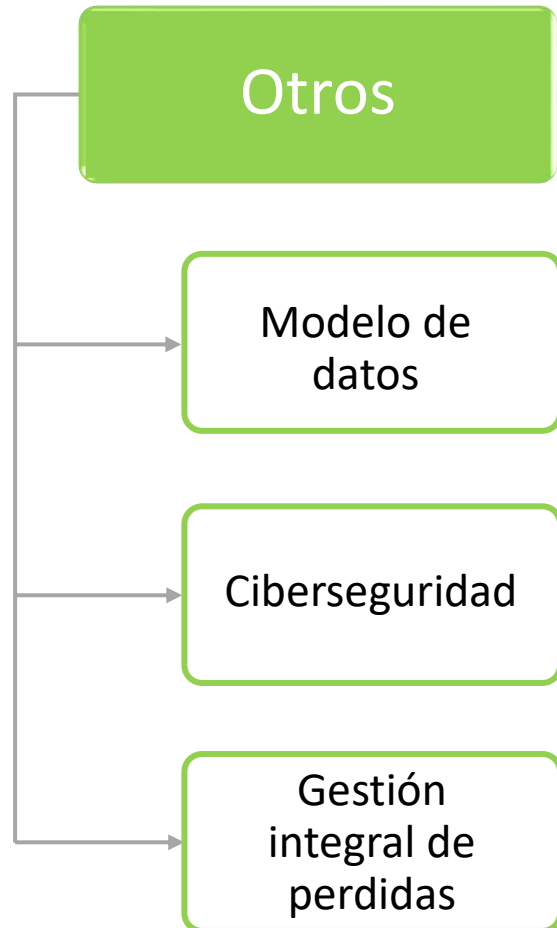 Otros
Modelo de
datos
Ciberseguridad
Gestión
integral de
perdidas